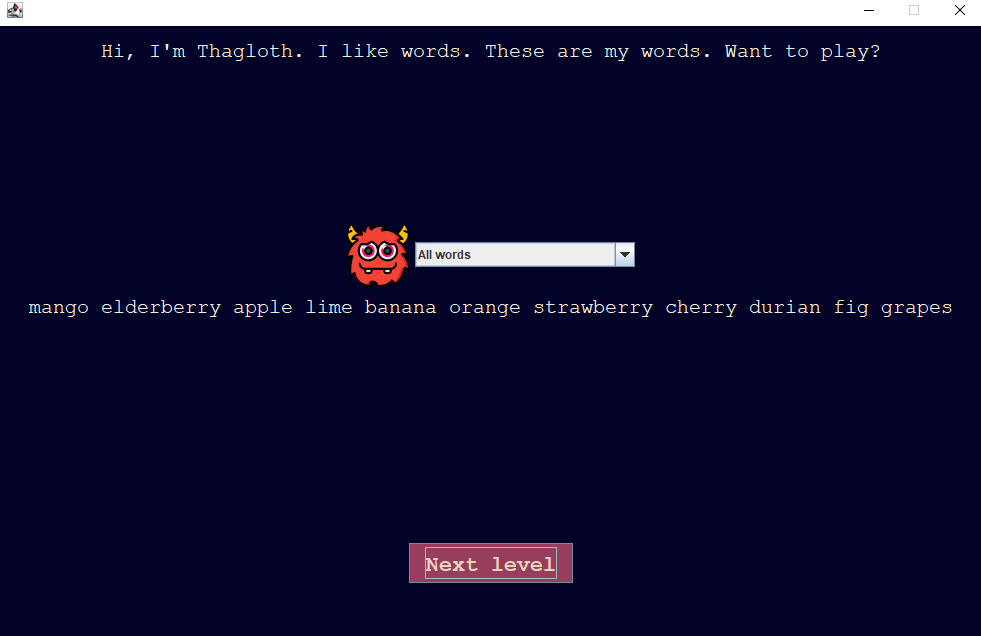 Hi, I'm Thagloth. I like words. These are my words. Want to play?
All words
mango elderberry apple lime banana orange strawberry cherry durian fig grapes
Next level